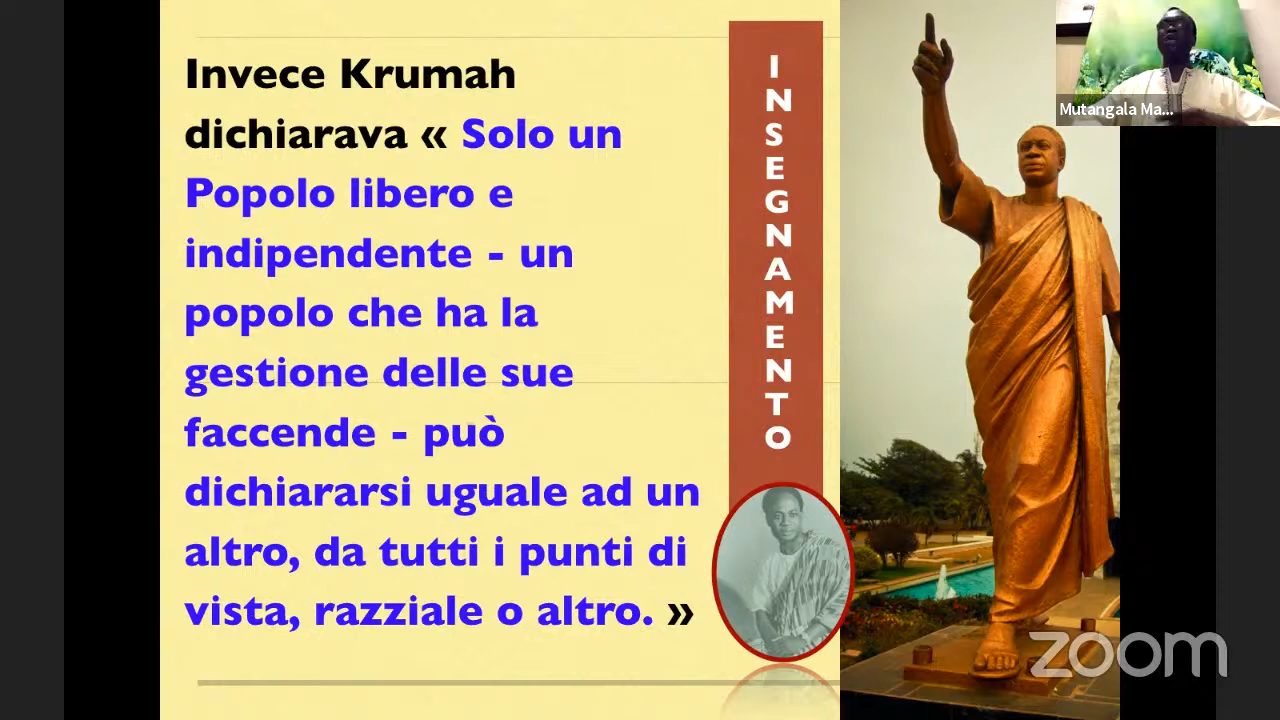 Invece Krumah
dichiarava « Solo un
Popolo libero e
indipendente - un
popolo che ha la
gestione delle sue
faccende - può
dichiararsi uguale ad un
altro, da tutti i punti di
vista, razziale o altro. »
INSEGNAMENTO
Mutangala Ma...
zoom